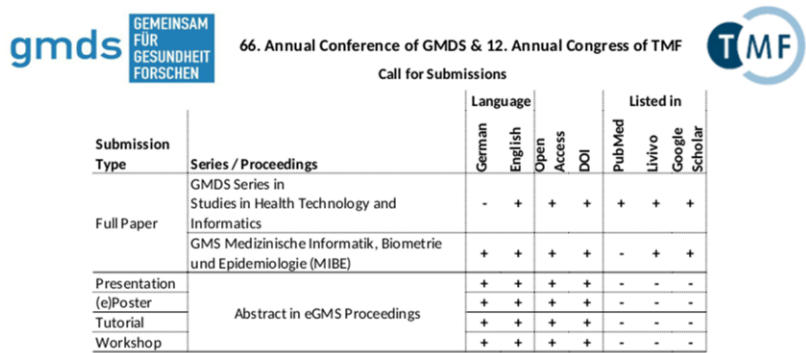 gmds
GEMEINSAM
FÜR
GESUNDHEIT
FORSCHEN
66. Annual Conference of GMDS & 12. Annual Congress of TMF
TMF
Call for Submissions
Language Listed in
Submission
Type Series / Proceedings German English Open Access DOI PubMed Livivo Google Scholar
GMDS Series in
Studies in Health Technology and - + + + + + +
Informatics
Full Paper
GMS Medizinische Informatik, Biometrie
und Epidemiologie (MIBE) + + + + - + +
Presentation + + + + - - -
(e)Poster + + + + - - -
Abstract in eGMS Proceedings
Tutorial + + + + - - -
Workshop + + + + - - -